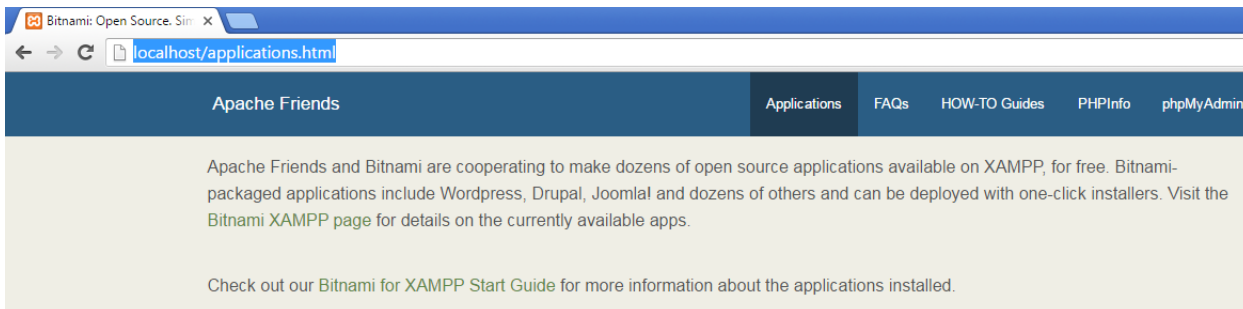 Bitnami: Open Source. Sim
localhost/applications.html
Apache Friends Applications FAQs HOW-TO Guides PHPInfo phpMyAdmin
Apache Friends and Bitnami are cooperating to make dozens of open source applications available on XAMPP, for free. Bitnami-
packaged applications include Wordpress, Drupal, Joomla! and dozens of others and can be deployed with one-click installers. Visit the
Bitnami XAMPP page for details on the currently available apps.
Check out our Bitnami for XAMPP Start Guide for more information about the applications installed.